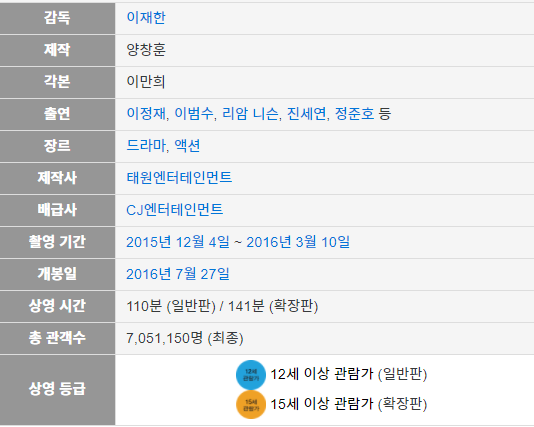 감독 이재한
제작 양창훈
각본 이만희
출연 이정재, 이범수, 리암 니슨, 진세연, 정준호 등
장르 드라마, 액션
제작사 태원엔터테인먼트
배급사 CJ엔터테인먼트
촬영 기간 2015년 12월 4일 ~ 2016년 3월 10일
개봉일 2016년 7월 27일
상영 시간 110분 (일반판) / 141분 (확장판)
총 관객수 7,051,150명 (최종)
상영 등급
12세 관람가 12세 이상 관람가 (일반판)
15세 관람가 15세 이상 관람가 (확장판)